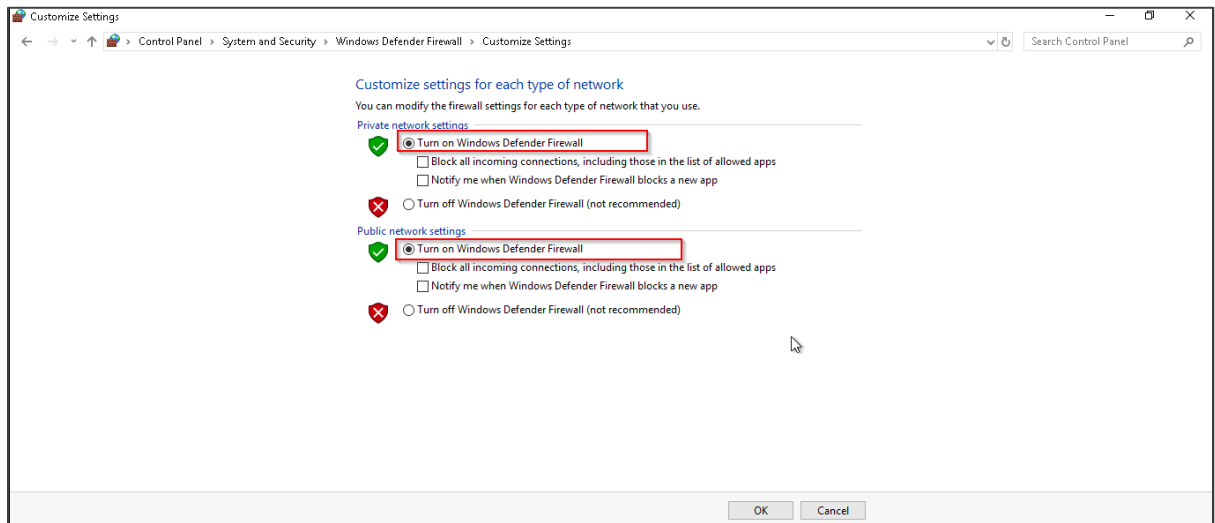 Customize Settings
Control Panel > System and Security > Windows Defender Firewall > Customize Settings
Search Control Panel
Customize settings for each type of network
You can modify the firewall settings for each type of network that you use.
Private network settings
Turn on Windows Defender Firewall
Block all incoming connections, including those in the list of allowed apps
Notify me when Windows Defender Firewall blocks a new app
Turn off Windows Defender Firewall (not recommended)
Public network settings
Turn on Windows Defender Firewall
Block all incoming connections, including those in the list of allowed apps
Notify me when Windows Defender Firewall blocks a new app
Turn off Windows Defender Firewall (not recommended)
OK Cancel